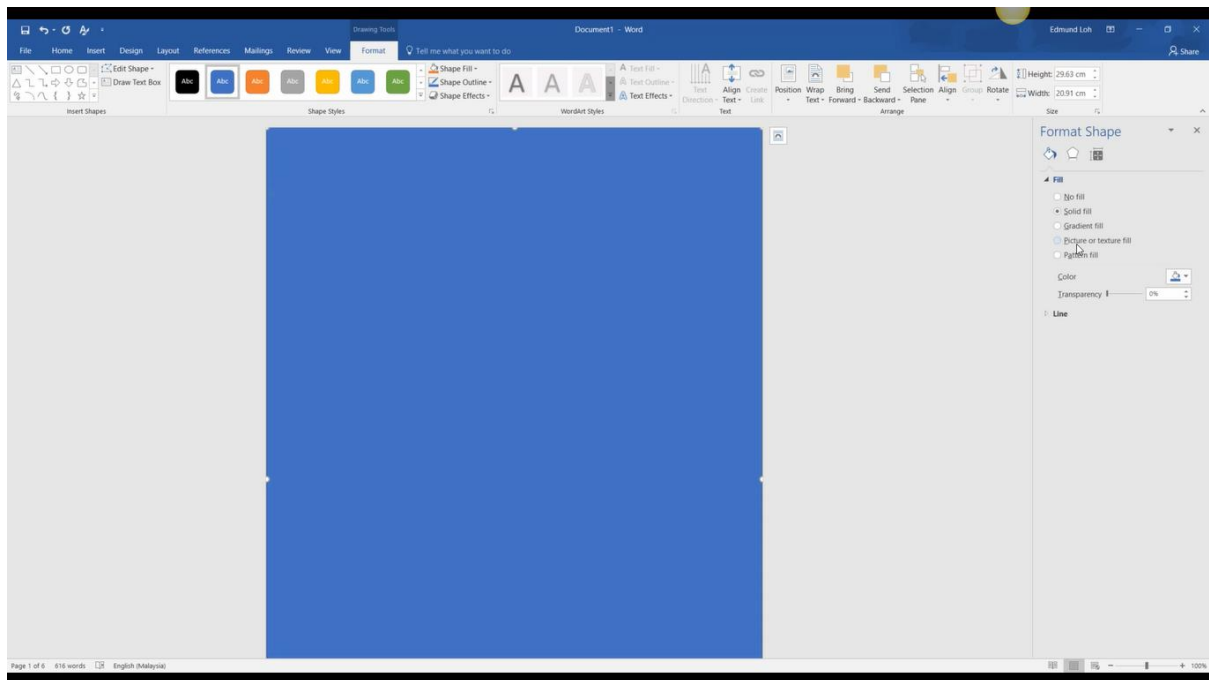 Drawing Tools
Document1 - Word
Edmund Loh
File Home Insert Design Layout References Mailings Review View Format Tell me what you want to do Share
Edit Shape
Draw Text Box
Insert Shapes
Abc Abc Abc Abc Abc Abc Abc
Shape Styles
Shape Fill
Shape Outline
Shape Effects
A A A
WordArt Styles
A Text Fill
Text Outline
Text Effects
Text Direction
Align Text
Create Link
Text
Position
Wrap Text
Bring Forward
Send Backward
Selection Pane
Align
Group
Rotate
Arrange
Height: 29.63 cm
Width: 20.91 cm
Size
Format Shape
Fill
No fill
Solid fill
Gradient fill
Picture or texture fill
Pattern fill
Color
Transparency 0%
Line
Page 1 of 6 616 words English (Malaysia) 100%